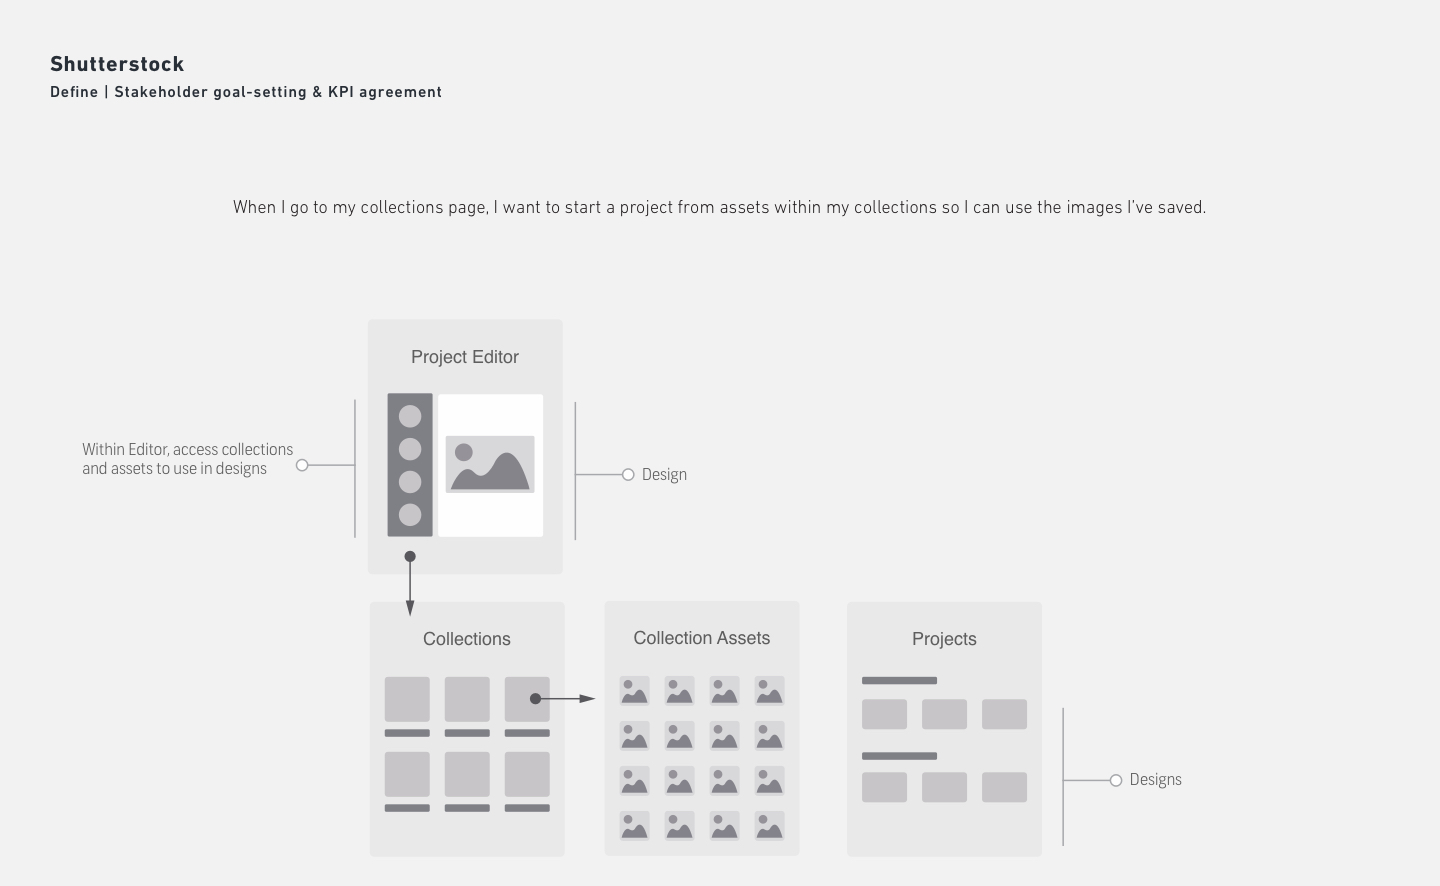 Shutterstock
Define | Stakeholder goal-setting & KPI agreement
When I go to my collections page, I want to start a project from assets within my collections so I can use the images I've saved.
Project Editor
Within Editor, access collections
and assets to use in designs
Design
Collections
Collection Assets
Projects
Designs